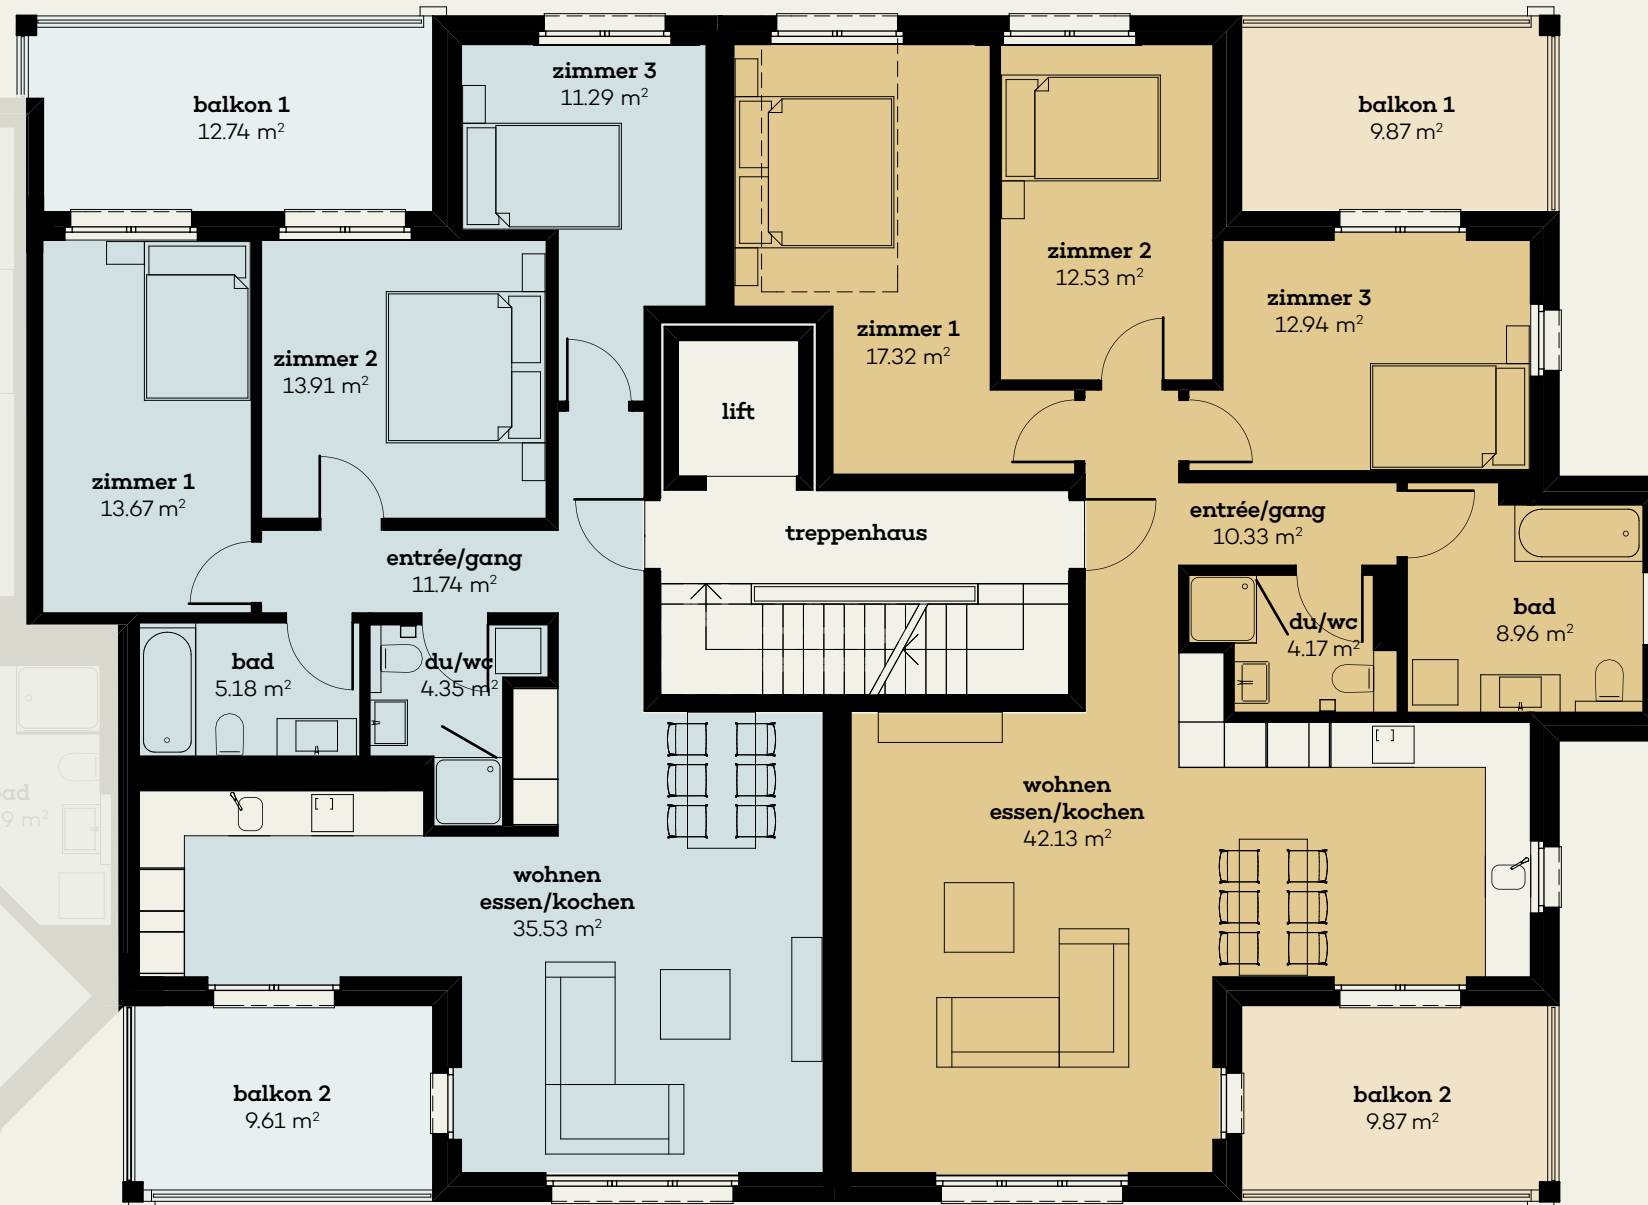 balkon 1
12.74 m²
zimmer 3
11.29 m²
balkon 1
9.87 m²
zimmer 2
12.53 m²
zimmer 3
12.94 m²
zimmer 1
17.32 m²
zimmer 2
13.91 m²
lift
zimmer 1
13.67 m²
treppenhaus
entrée/gang
10.33 m²
entrée/gang
11.74 m²
bad
8.96 m²
du/wc
4.17 m²
bad
5.18 m²
du/wc
4.35 m²
wohnen
essen/kochen
42.13 m²
wohnen
essen/kochen
35.53 m²
balkon 2
9.61 m²
balkon 2
9.87 m²